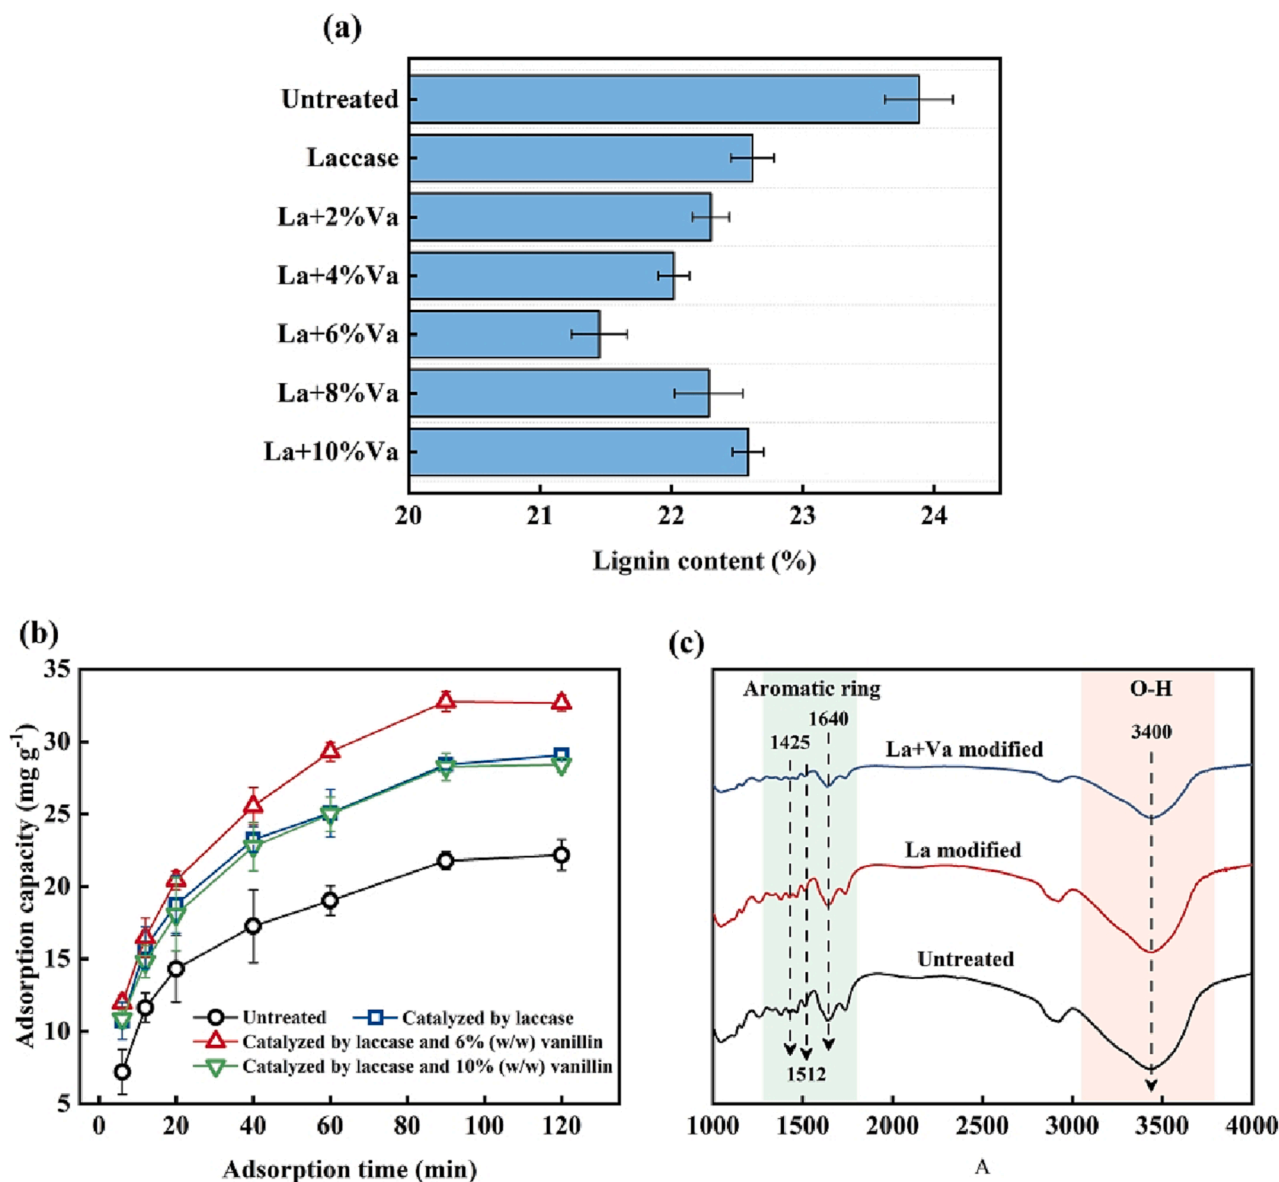 (a)
Untreated
Laccase
La+2%Va
La+4%Va
La+6%Va
La+8%Va
La+10%Va
20 21 22 23 24
Lignin content (%)
(b)
35
30
25
20
15
10
5
Adsorption capacity (mg g⁻¹)
Untreated Catalyzed by laccase
Catalyzed by laccase and 6% (w/w) vanillin
Catalyzed by laccase and 10% (w/w) vanillin
0 20 40 60 80 100 120
Adsorption time (min)
(c)
Aromatic ring O-H
1640
1425 3400
La+Va modified
La modified
Untreated
1512
1000 1500 2000 2500 3000 3500 4000
A